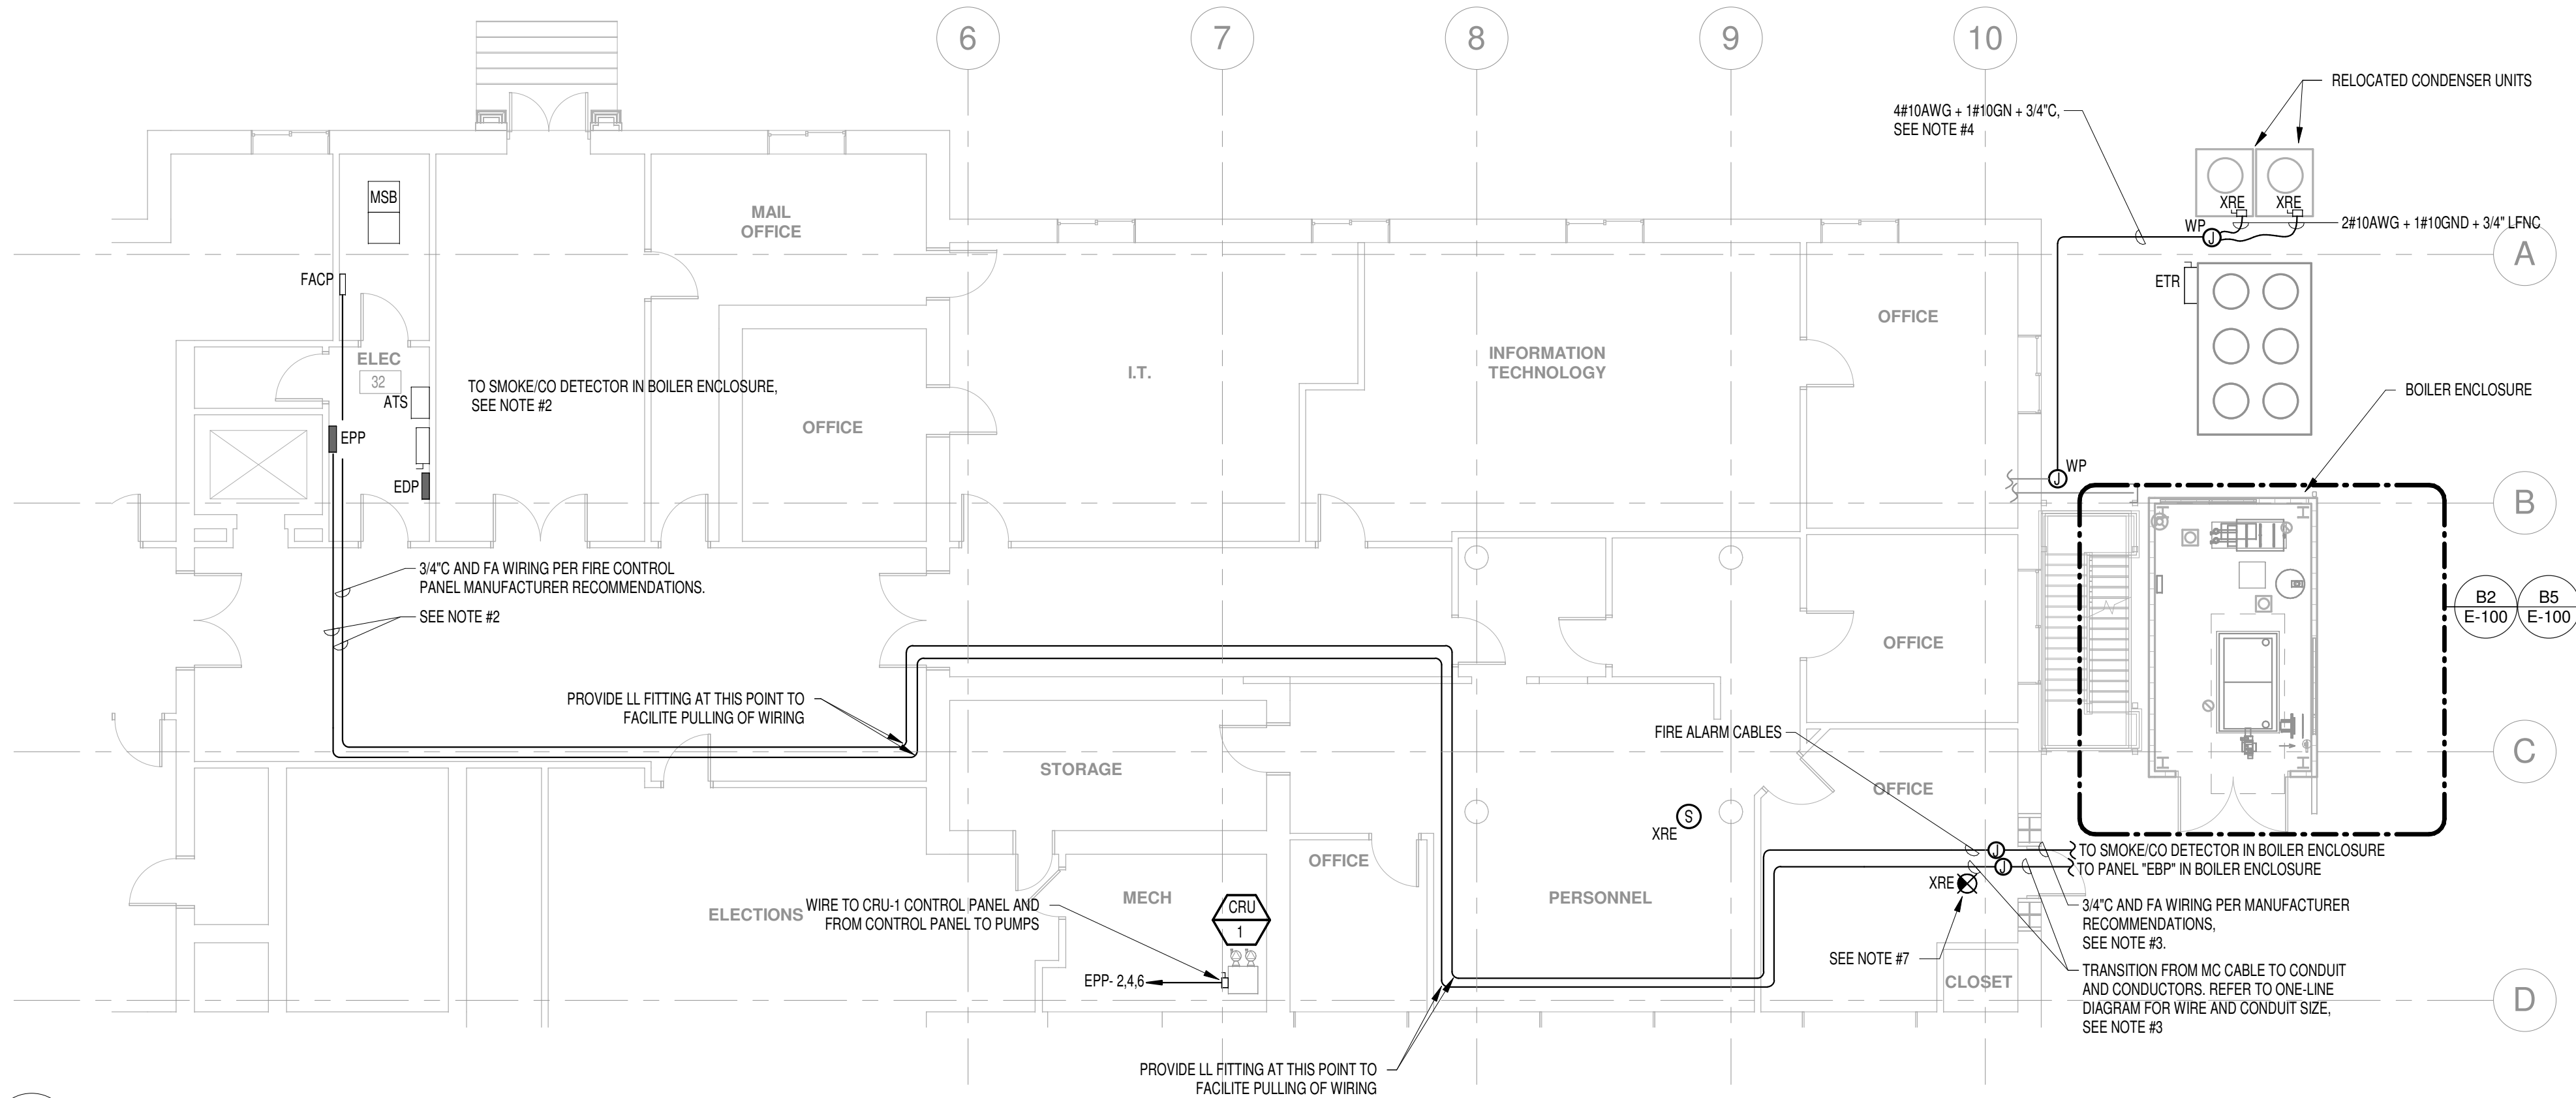 6
7
8
9
10
RELOCATED CONDENSER UNITS
4#10AWG + 1#10GN + 3/4"C,
SEE NOTE #4
MSB
MAIL
OFFICE
XRE
XRE
WP
J
2#10AWG + 1#10GND + 3/4" LFNC
A
FACP
ETR
OFFICE
ELEC
32
ATS
TO SMOKE/CO DETECTOR IN BOILER ENCLOSURE,
SEE NOTE #2
I.T.
INFORMATION
TECHNOLOGY
BOILER ENCLOSURE
OFFICE
EPP
EDP
WP
J
B
3/4"C AND FA WIRING PER FIRE CONTROL
PANEL MANUFACTURER RECOMMENDATIONS.
SEE NOTE #2
B2
E-100
B5
E-100
OFFICE
PROVIDE LL FITTING AT THIS POINT TO
FACILITE PULLING OF WIRING
FIRE ALARM CABLES
C
STORAGE
OFFICE
S
XRE
OFFICE
J
TO SMOKE/CO DETECTOR IN BOILER ENCLOSURE
J
TO PANEL "EBP" IN BOILER ENCLOSURE
XRE
ELECTIONS
WIRE TO CRU-1 CONTROL PANEL AND
FROM CONTROL PANEL TO PUMPS
MECH
CRU
1
PERSONNEL
3/4"C AND FA WIRING PER MANUFACTURER
RECOMMENDATIONS,
SEE NOTE #3.
SEE NOTE #7
EPP- 2,4,6
CLOSET
TRANSITION FROM MC CABLE TO CONDUIT
AND CONDUCTORS. REFER TO ONE-LINE
DIAGRAM FOR WIRE AND CONDUIT SIZE,
SEE NOTE #3
D
PROVIDE LL FITTING AT THIS POINT TO
FACILITE PULLING OF WIRING